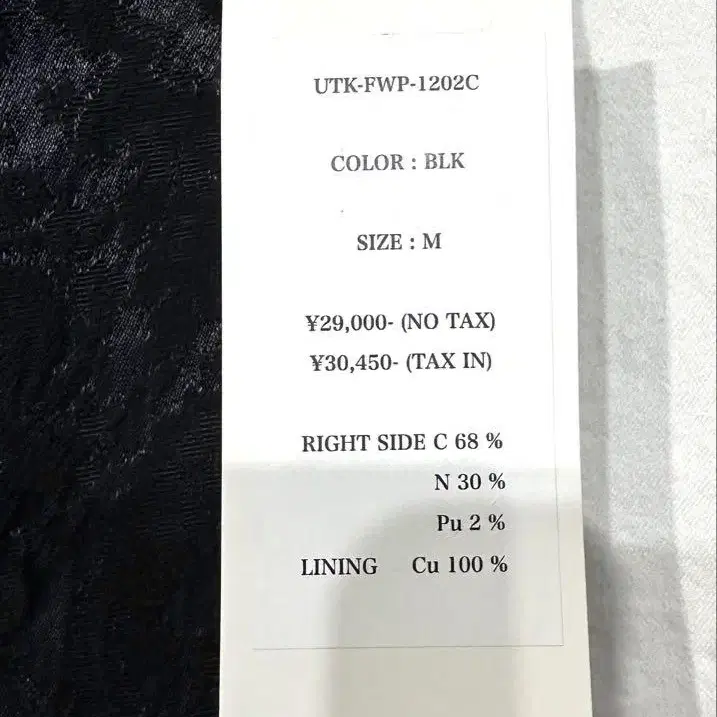 UTK-FWP-1202C
COLOR : BLK
SIZE : M
¥29,000- (NO TAX)
¥30,450- (TAX IN)
RIGHT SIDE C 68 %
N 30 %
Pu 2 %
LINING Cu 100 %